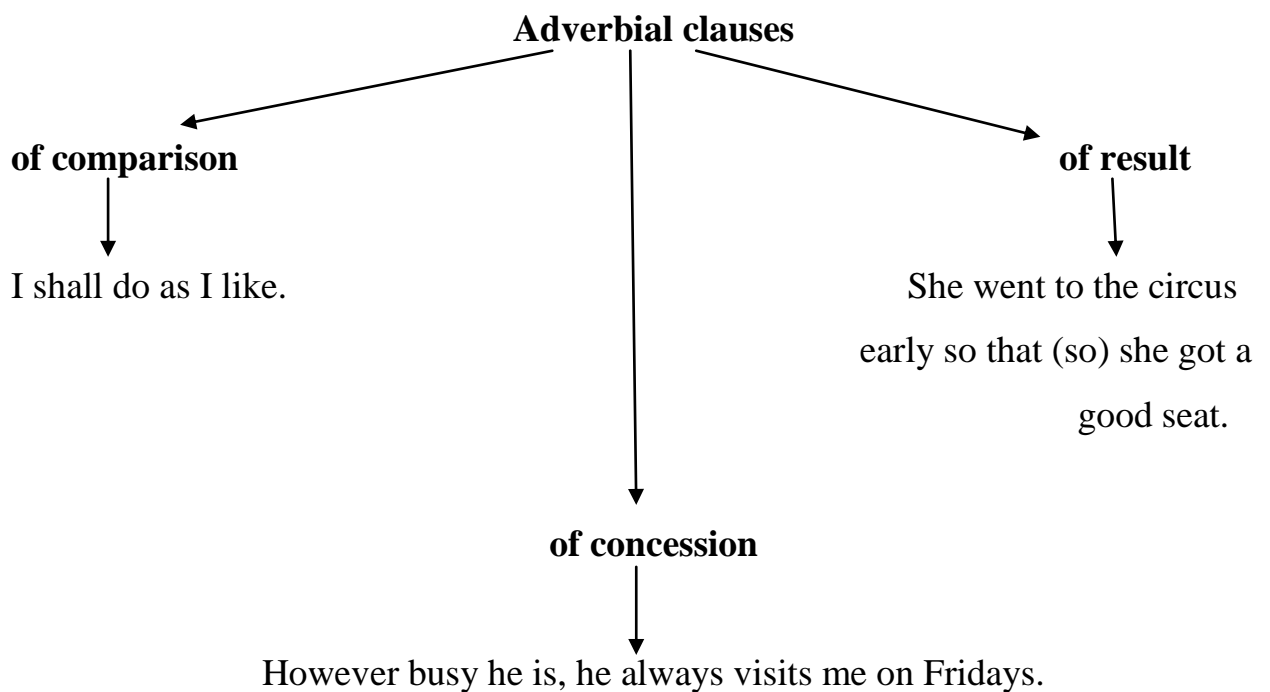 Adverbial clauses
of comparison
of result
I shall do as I like.
She went to the circus
early so that (so) she got a
good seat.
of concession
However busy he is, he always visits me on Fridays.